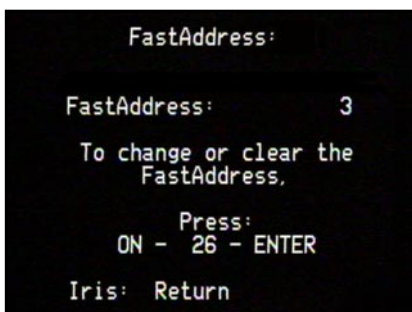 FastAddress:
FastAddress: 3
To change or clear the
FastAddress,
Press:
ON - 26 - ENTER
Iris: Return